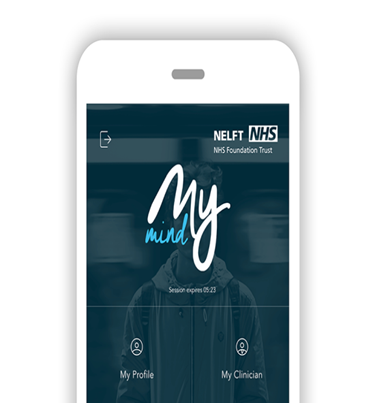 NELFT NHS
NHS Foundation Trust
My
mind
Session expires 05:23
My Profile
My Clinician